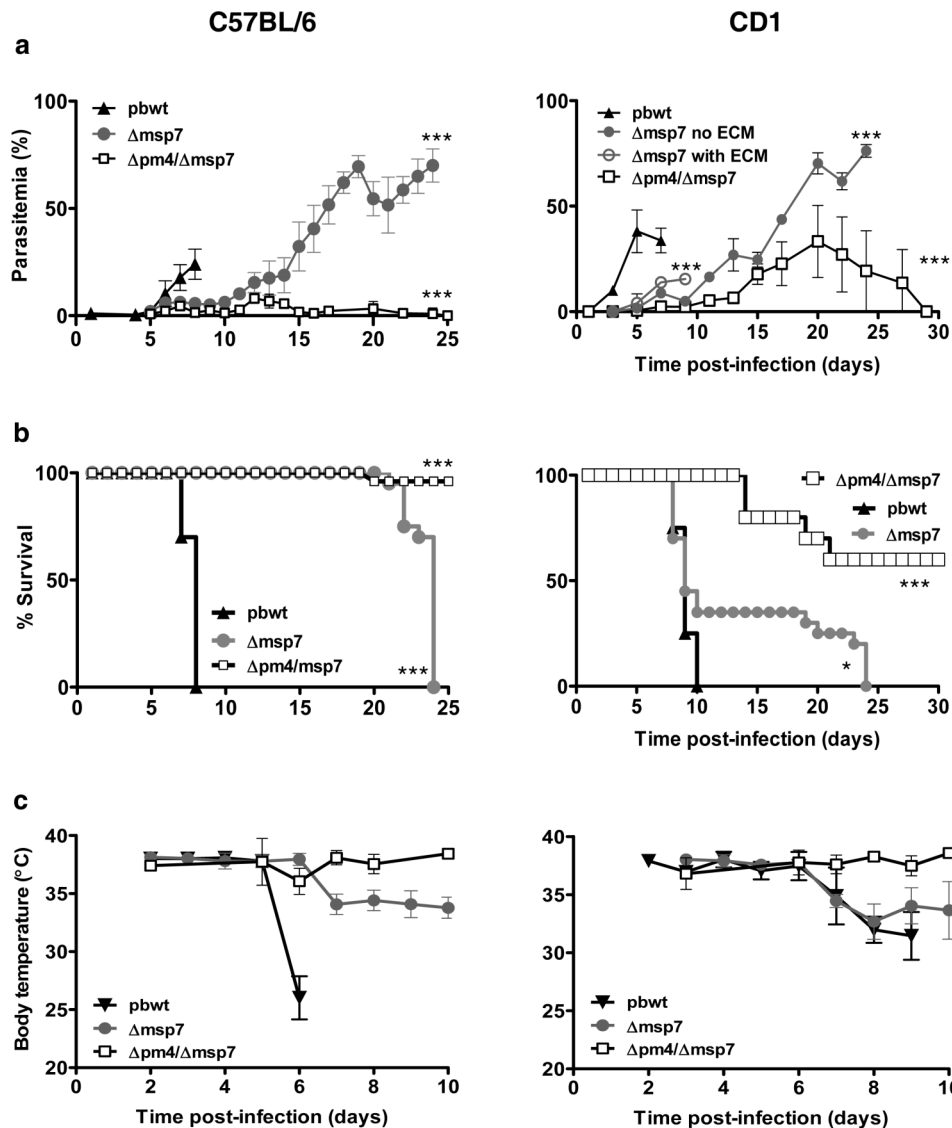 C57BL/6
CD1
a
Parasitemia (%)
100
50
0
pbwt
Δmsp7
Δpm4/Δmsp7
***
***
0 5 10 15 20 25
100
50
0
pbwt
Δmsp7 no ECM
Δmsp7 with ECM
Δpm4/Δmsp7
***
***
***
0 5 10 15 20 25 30
Time post-infection (days)
b
% Survival
100
50
0
***
pbwt
Δmsp7
Δpm4/msp7
***
0 5 10 15 20 25
Time post-infection (days)
100
50
0
Δpm4/Δmsp7
pbwt
Δmsp7
***
*
0 5 10 15 20 25 30
Time post-infection (days)
c
Body temperature (°C)
40
35
30
25
20
pbwt
Δmsp7
Δpm4/Δmsp7
0 2 4 6 8 10
Time post-infection (days)
40
35
30
25
20
pbwt
Δmsp7
Δpm4/Δmsp7
0 2 4 6 8 10
Time post-infection (days)